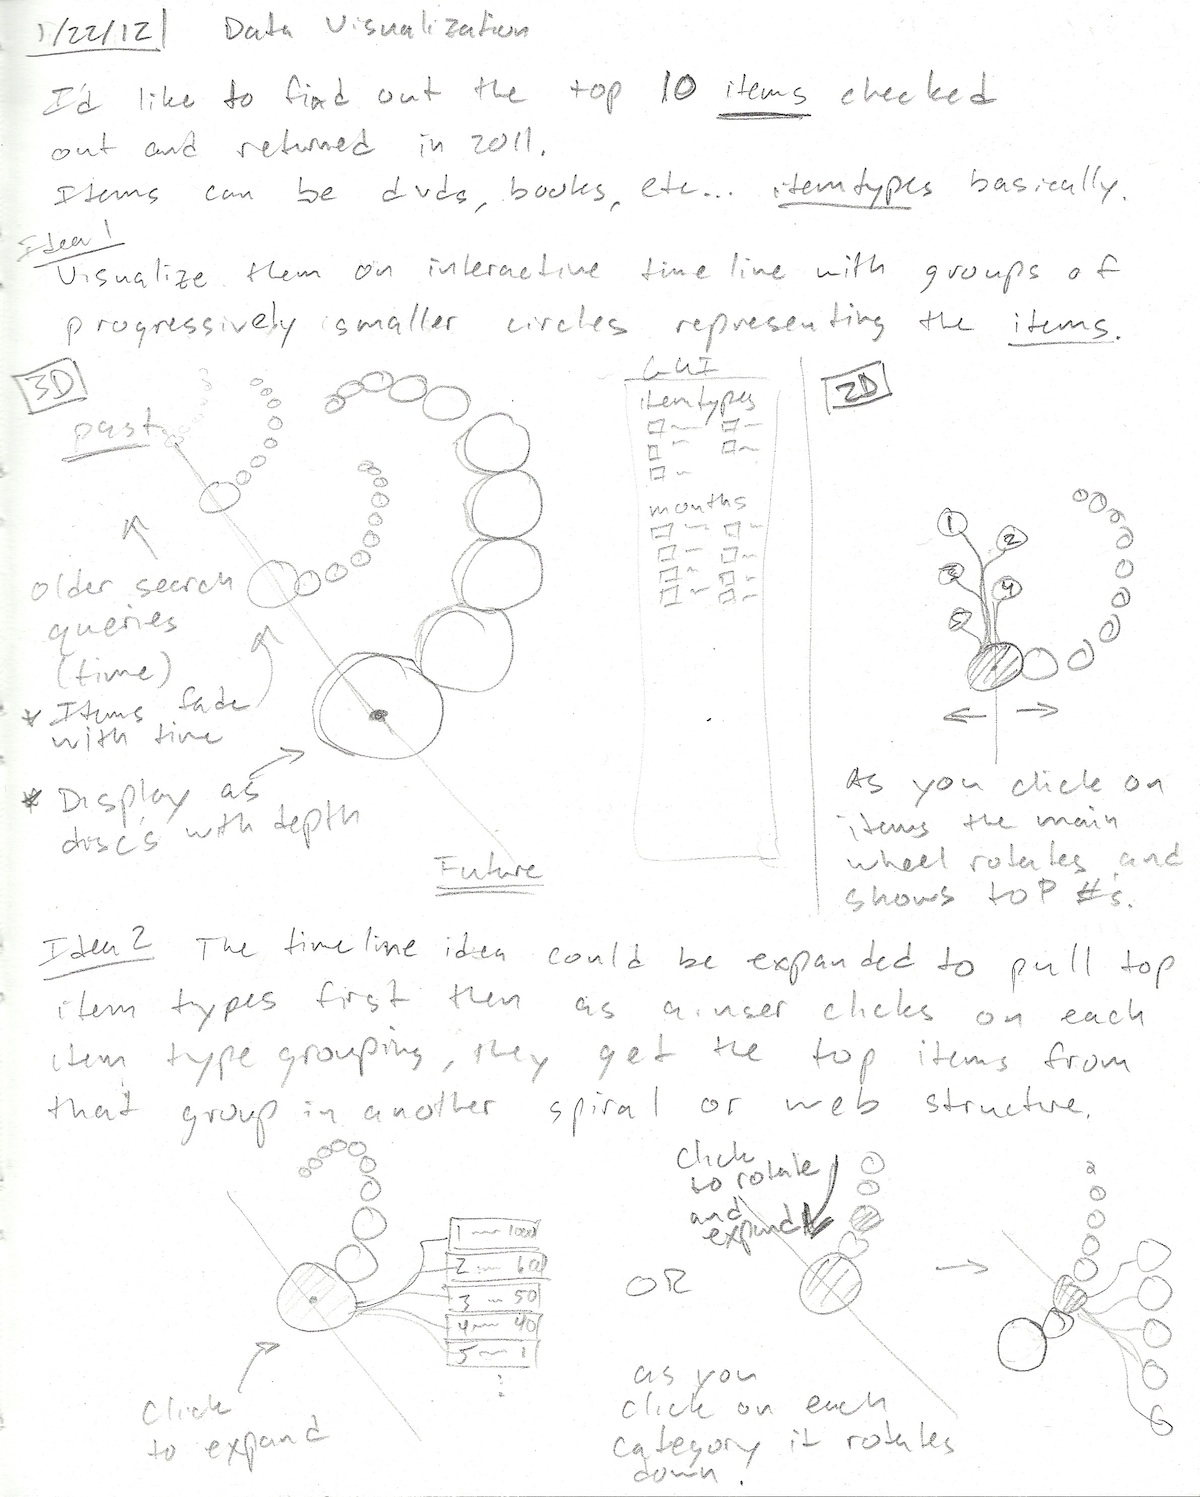 1/22/12 Data Visualization
I'd like to find out the top 10 items checked
out and returned in 2011.
Items can be dvds, books, etc... itemtypes basically.
Idea 1
Visualize them on interactive timeline with groups of
progressively smaller circles representing the items.
3D
past
older search
queries
(time)
* Items fade
with time
* Display as
discs with depth
Future
GUI
itemtypes
months
2D
1
2
3
4
5
As you click on
items the main
wheel rotates and
shows top #s.
Idea 2 The timeline idea could be expanded to pull top
item types first then as a user clicks on each
item type grouping, they get the top items from
that group in another spiral or web structure.
1 1000
2 600
3 50
4 40
5 1
Click
to expand
OR
Click
to rotate
and
expand
as you
click on each
category it rotates
down.